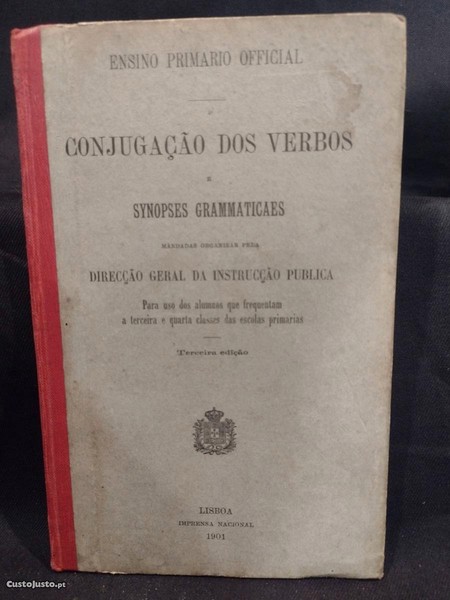 ENSINO PRIMARIO OFFICIAL
CONJUGAÇÃO DOS VERBOS
E
SYNOPSES GRAMMATICAES
MANDADAS ORGANIZAR PELA
DIRECÇÃO GERAL DA INSTRUCÇÃO PUBLICA
Para uso dos alumnos que frequentam
a terceira e quarta classes das escolas primarias
Terceira edição
LISBOA
IMPRENSA NACIONAL
1901
CustoJusto.pt